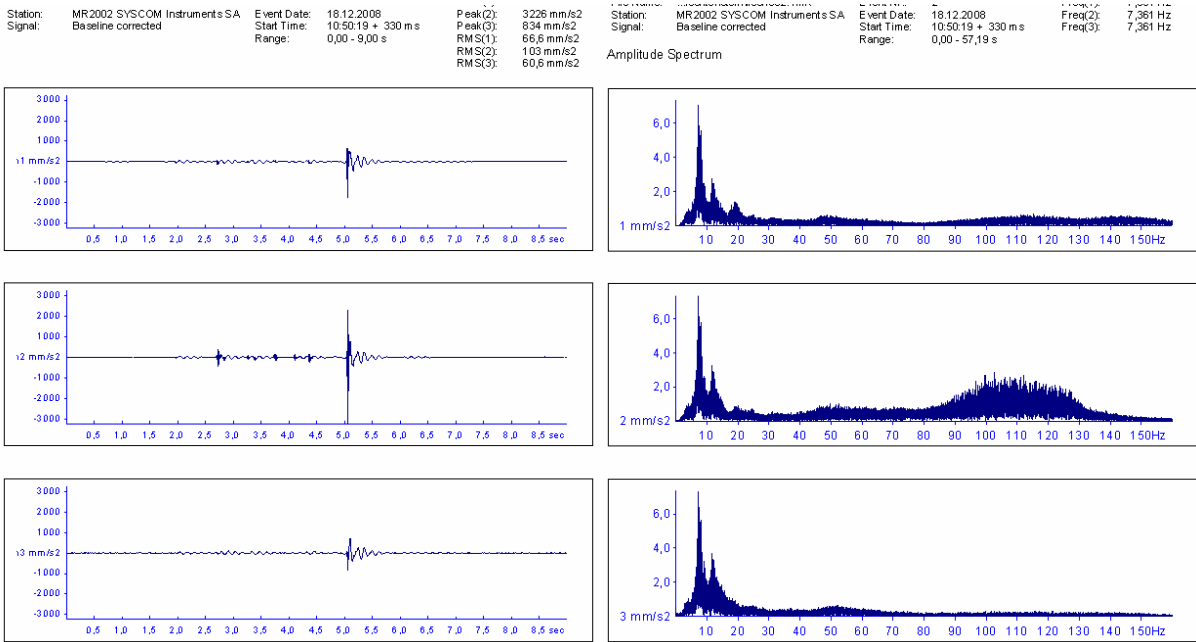 Station: MR2002 SYSCOM Instruments SA Event Date: 18.12.2008 Peak(2): 3226 mm/s2
Signal: Baseline corrected Start Time: 10:50:19 + 330 ms Peak(3): 834 mm/s2
Range: 0,00 - 9,00 s RMS(1): 66,6 mm/s2
RMS(2): 103 mm/s2
RMS(3): 60,6 mm/s2
Station: MR2002 SYSCOM Instruments SA Event Date: 18.12.2008 Freq(2): 7,361 Hz
Signal: Baseline corrected Start Time: 10:50:19 + 330 ms Freq(3): 7,361 Hz
Range: 0,00 - 57,19 s
Amplitude Spectrum
3000
2000
1000
1 mm/s2
-1000
-2000
-3000
0,5 1,0 1,5 2,0 2,5 3,0 3,5 4,0 4,5 5,0 5,5 6,0 6,5 7,0 7,5 8,0 8,5 sec
6,0
4,0
2,0
1 mm/s2
10 20 30 40 50 60 70 80 90 100 110 120 130 140 150Hz
3000
2000
1000
2 mm/s2
-1000
-2000
-3000
0,5 1,0 1,5 2,0 2,5 3,0 3,5 4,0 4,5 5,0 5,5 6,0 6,5 7,0 7,5 8,0 8,5 sec
6,0
4,0
2,0
2 mm/s2
10 20 30 40 50 60 70 80 90 100 110 120 130 140 150Hz
3000
2000
1000
3 mm/s2
-1000
-2000
-3000
0,5 1,0 1,5 2,0 2,5 3,0 3,5 4,0 4,5 5,0 5,5 6,0 6,5 7,0 7,5 8,0 8,5 sec
6,0
4,0
2,0
3 mm/s2
10 20 30 40 50 60 70 80 90 100 110 120 130 140 150Hz